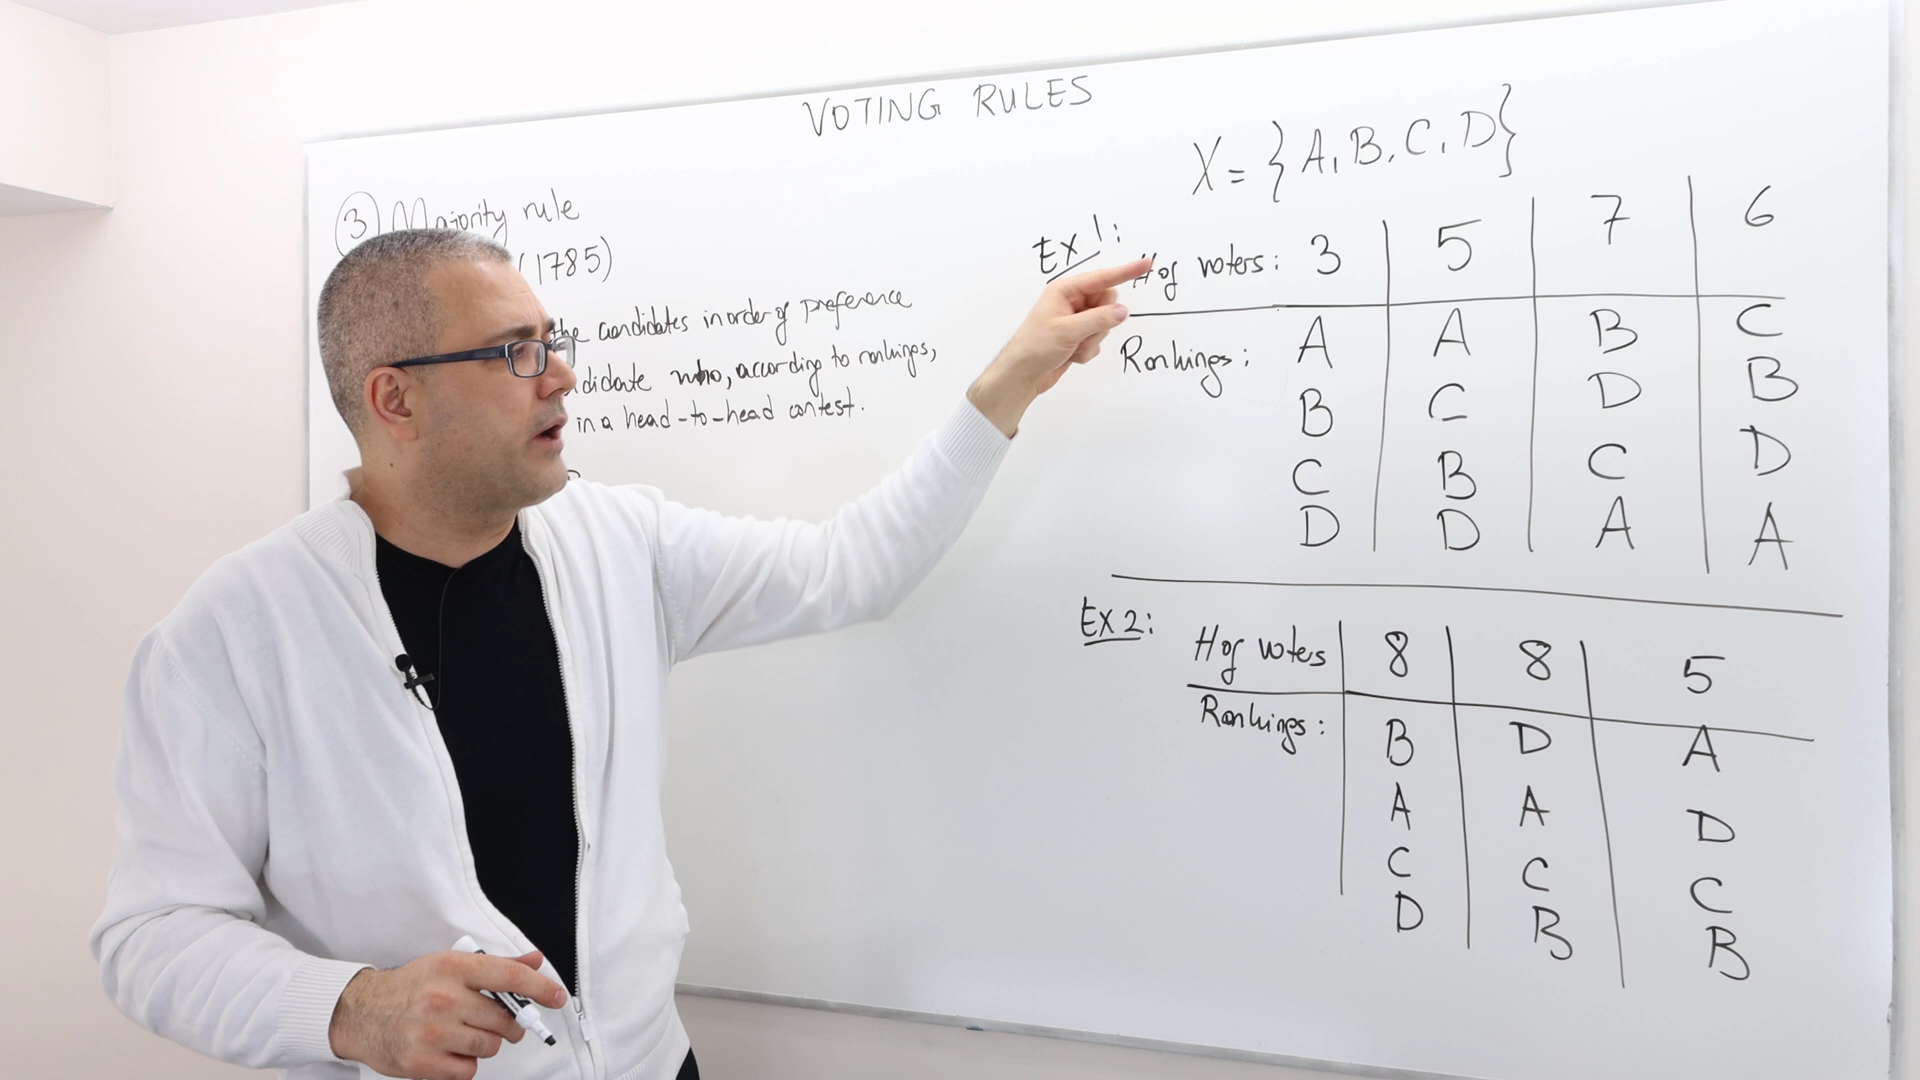 VOTING RULES
③ Majority rule
(1785)
the candidates in order of preference
didate who, according to rankings,
in a head-to-head contest.
X = {A, B, C, D}
Ex 1:
# of voters: 3 5 7 6
Rankings: A A B C
B C D B
C B C D
D D A A
Ex 2:
# of voters 8 8 5
Rankings: B D A
A A D
C C C
D B B